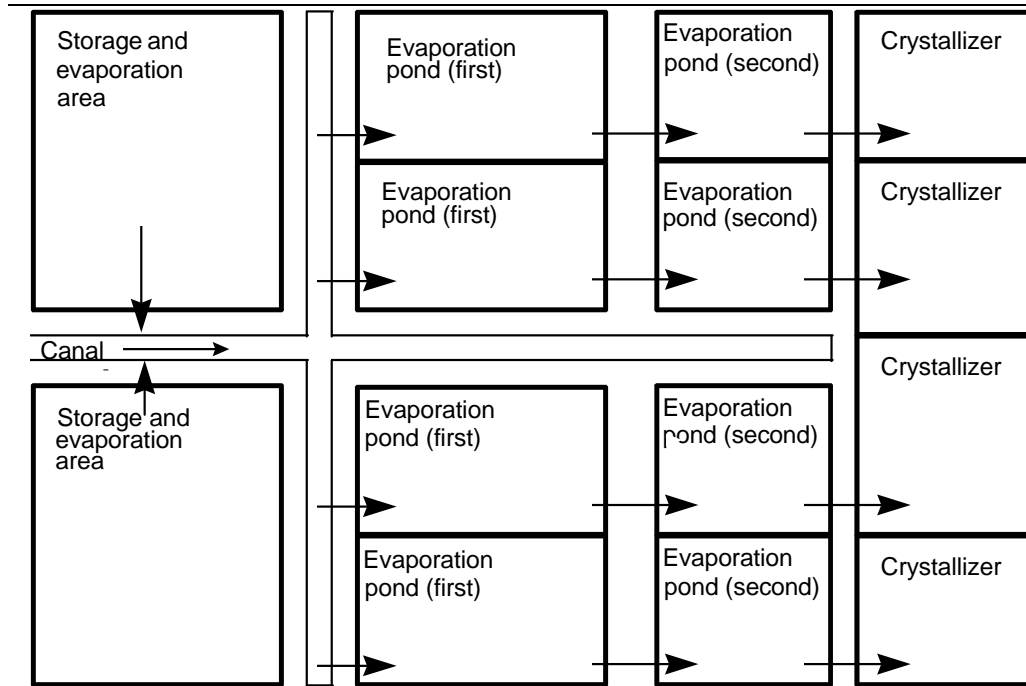 Storage and
evaporation
area
Evaporation
pond (first)
Evaporation
pond (second)
Crystallizer
Evaporation
pond (first)
Evaporation
pond (second)
Crystallizer
Canal
Storage and
evaporation
area
Evaporation
pond (first)
Evaporation
pond (second)
Crystallizer
Evaporation
pond (first)
Evaporation
pond (second)
Crystallizer